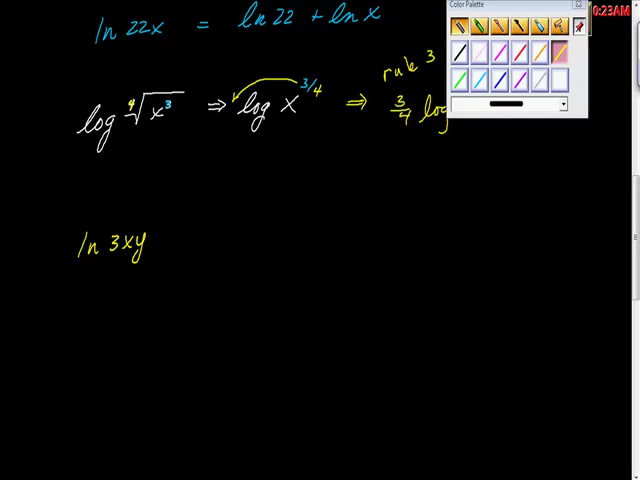 Color Palette
0:23AM
ln 22x = ln 22 + ln x
rule 3
log ∜x³ ⇒ log x^3/4 ⇒ 3/4 log
ln 3xy